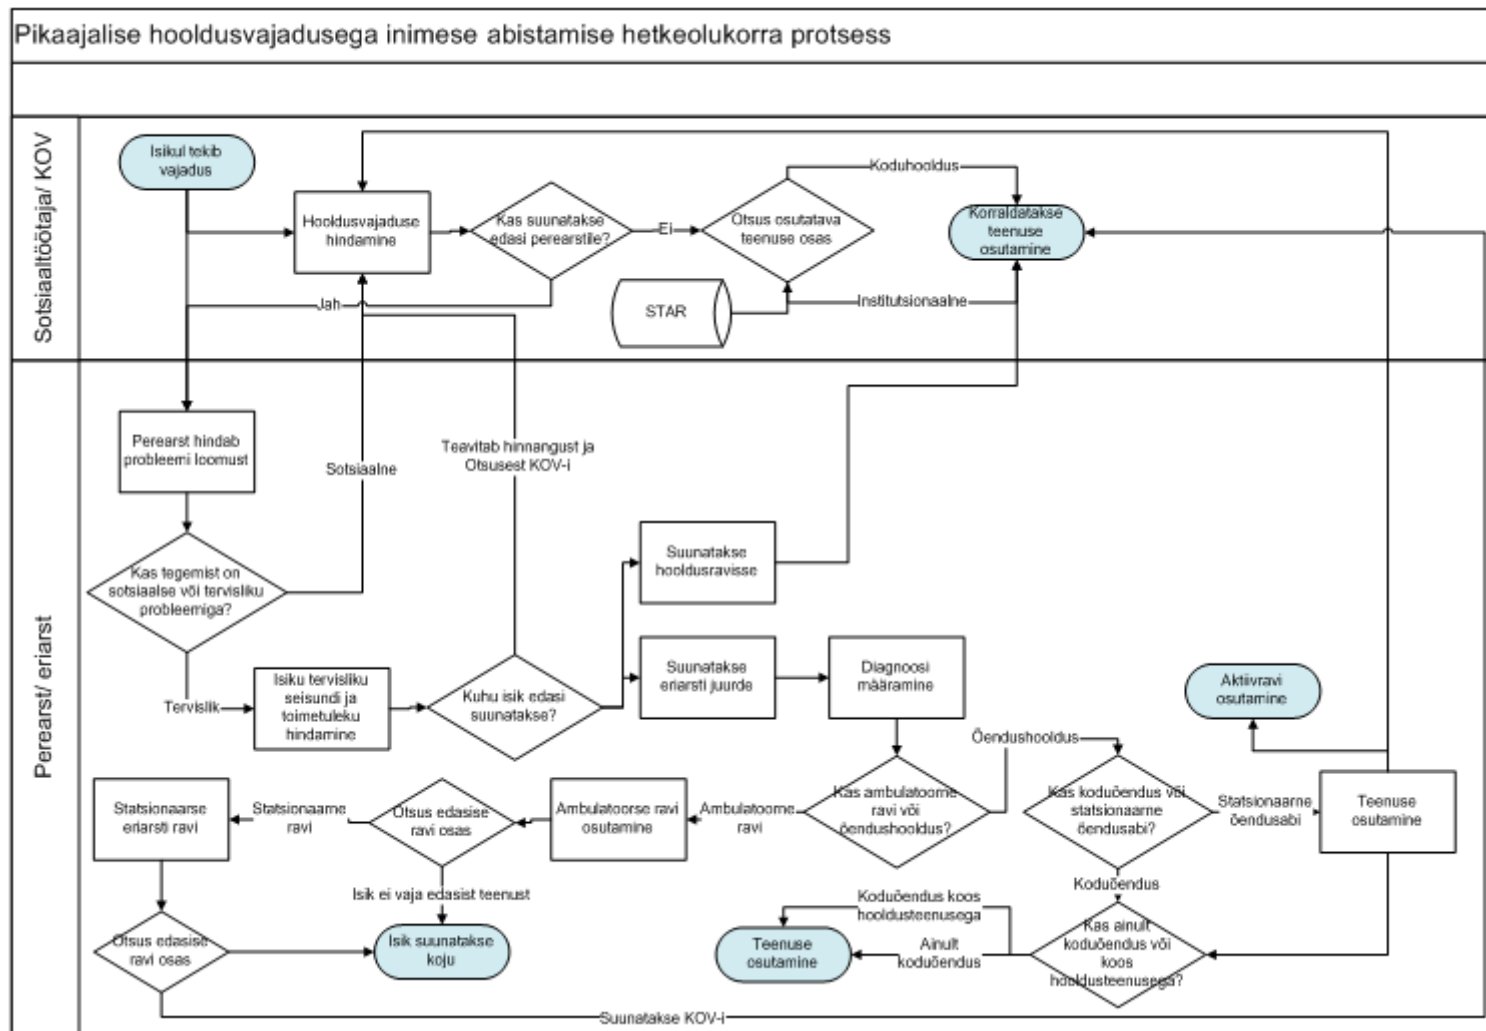 Pikaajalise hooldusvajadusega inimese abistamise hetkeolukorra protsess
Sotsiaaltöötaja/ KOV
Isikul tekib
vajadus
Hooldusvajaduse
hindamine
Kas suunatakse
edasi perearstile?
Ei
Otsus osutatava
teenuse osas
Koduhooldus
Korraldatakse
teenuse
osutamine
Jah
STAR
Institutsionaalne
Perearst/ eriarst
Perearst hindab
probleemi loomust
Sotsiaalne
Teavitab hinnangust ja
Otsusest KOV-i
Kas tegemist on
sotsiaalse või tervisliku
probleemiga?
Suunatakse
hooldusravisse
Tervislik
Isiku tervisliku
seisundi ja
toimetuleku
hindamine
Kuhu isik edasi
suunatakse?
Suunatakse
eriarsti juurde
Diagnoosi
määramine
Aktiivravi
osutamine
Õendushooldus
Statsionaarse
eriarsti ravi
Statsionaarne
ravi
Otsus edasise
ravi osas
Ambulatoorse ravi
osutamine
Ambulatoorne
ravi
Kas ambulatoorne
ravi või
õendushooldus?
Kas koduõendus või
statsionaarne
õendusabi?
Statsionaarne
õendusabi
Teenuse
osutamine
Isik ei vaja edasist teenust
Koduõendus
Otsus edasise
ravi osas
Isik suunatakse
koju
Koduõendus koos
hooldusteenusega
Teenuse
osutamine
Ainult
koduõendus
Kas ainult
koduõendus või
koos
hooldusteenusega?
Suunatakse KOV-i